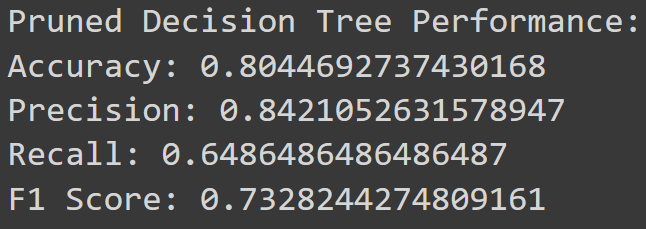 Pruned Decision Tree Performance:
Accuracy: 0.8044692737430168
Precision: 0.8421052631578947
Recall: 0.6486486486486487
F1 Score: 0.7328244274809161